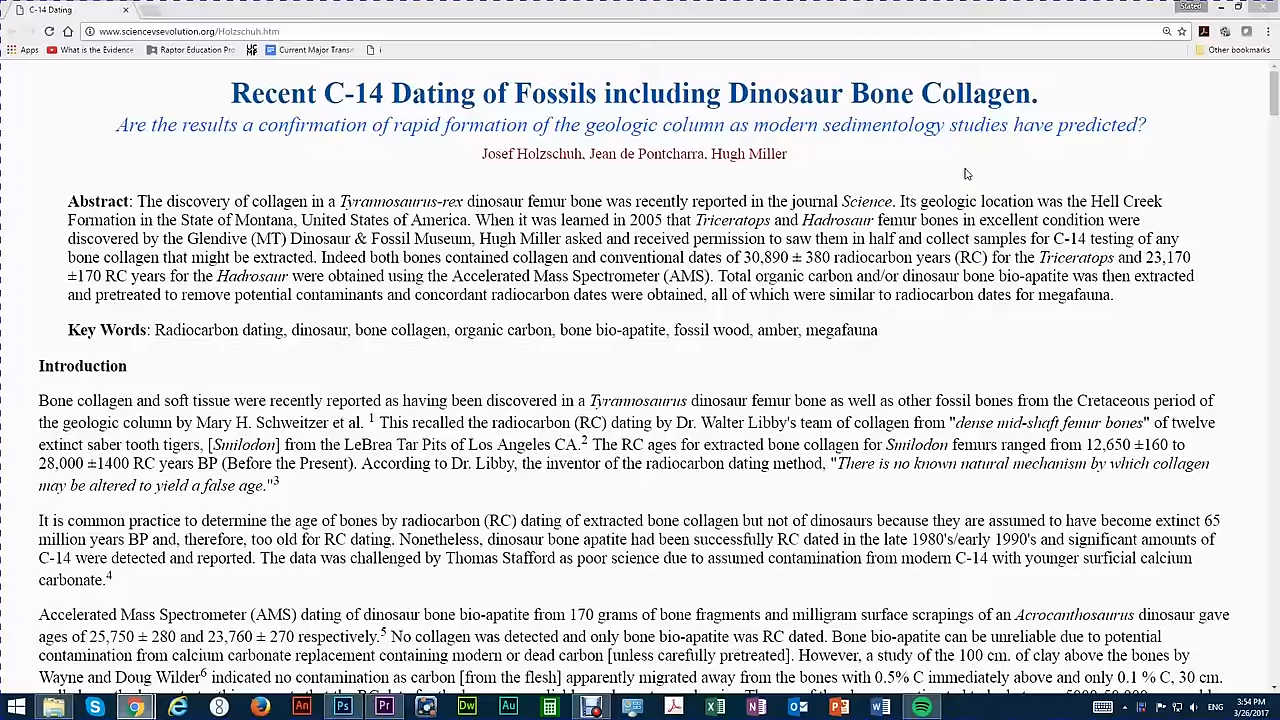 C-14 Dating
Stated
www.sciencevsevolution.org/Holzschuh.htm
Apps What is the Evidence Raptor Education Pro Current Major Trans i Other bookmarks
Recent C-14 Dating of Fossils including Dinosaur Bone Collagen.
Are the results a confirmation of rapid formation of the geologic column as modern sedimentology studies have predicted?
Josef Holzschuh, Jean de Pontcharra, Hugh Miller
Abstract: The discovery of collagen in a Tyrannosaurus-rex dinosaur femur bone was recently reported in the journal Science. Its geologic location was the Hell Creek
Formation in the State of Montana, United States of America. When it was learned in 2005 that Triceratops and Hadrosaur femur bones in excellent condition were
discovered by the Glendive (MT) Dinosaur & Fossil Museum, Hugh Miller asked and received permission to saw them in half and collect samples for C-14 testing of any
bone collagen that might be extracted. Indeed both bones contained collagen and conventional dates of 30,890 ± 380 radiocarbon years (RC) for the Triceratops and 23,170
±170 RC years for the Hadrosaur were obtained using the Accelerated Mass Spectrometer (AMS). Total organic carbon and/or dinosaur bone bio-apatite was then extracted
and pretreated to remove potential contaminants and concordant radiocarbon dates were obtained, all of which were similar to radiocarbon dates for megafauna.
Key Words: Radiocarbon dating, dinosaur, bone collagen, organic carbon, bone bio-apatite, fossil wood, amber, megafauna
Introduction
Bone collagen and soft tissue were recently reported as having been discovered in a Tyrannosaurus dinosaur femur bone as well as other fossil bones from the Cretaceous period of
the geologic column by Mary H. Schweitzer et al. 1 This recalled the radiocarbon (RC) dating by Dr. Walter Libby's team of collagen from "dense mid-shaft femur bones" of twelve
extinct saber tooth tigers, [Smilodon] from the LeBrea Tar Pits of Los Angeles CA.2 The RC ages for extracted bone collagen for Smilodon femurs ranged from 12,650 ±160 to
28,000 ±1400 RC years BP (Before the Present). According to Dr. Libby, the inventor of the radiocarbon dating method, "There is no known natural mechanism by which collagen
may be altered to yield a false age."3
It is common practice to determine the age of bones by radiocarbon (RC) dating of extracted bone collagen but not of dinosaurs because they are assumed to have become extinct 65
million years BP and, therefore, too old for RC dating. Nonetheless, dinosaur bone apatite had been successfully RC dated in the late 1980's/early 1990's and significant amounts of
C-14 were detected and reported. The data was challenged by Thomas Stafford as poor science due to assumed contamination from modern C-14 with younger surficial calcium
carbonate.4
Accelerated Mass Spectrometer (AMS) dating of dinosaur bone bio-apatite from 170 grams of bone fragments and milligram surface scrapings of an Acrocanthosaurus dinosaur gave
ages of 25,750 ± 280 and 23,760 ± 270 respectively.5 No collagen was detected and only bone bio-apatite was RC dated. Bone bio-apatite can be unreliable due to potential
contamination from calcium carbonate replacement containing modern or dead carbon [unless carefully pretreated]. However, a study of the 100 cm. of clay above the bones by
Wayne and Doug Wilder6 indicated no contamination as carbon [from the flesh] apparently migrated away from the bones with 0.5% C immediately above and only 0.1 % C, 30 cm.
3:54 PM
3/26/2017